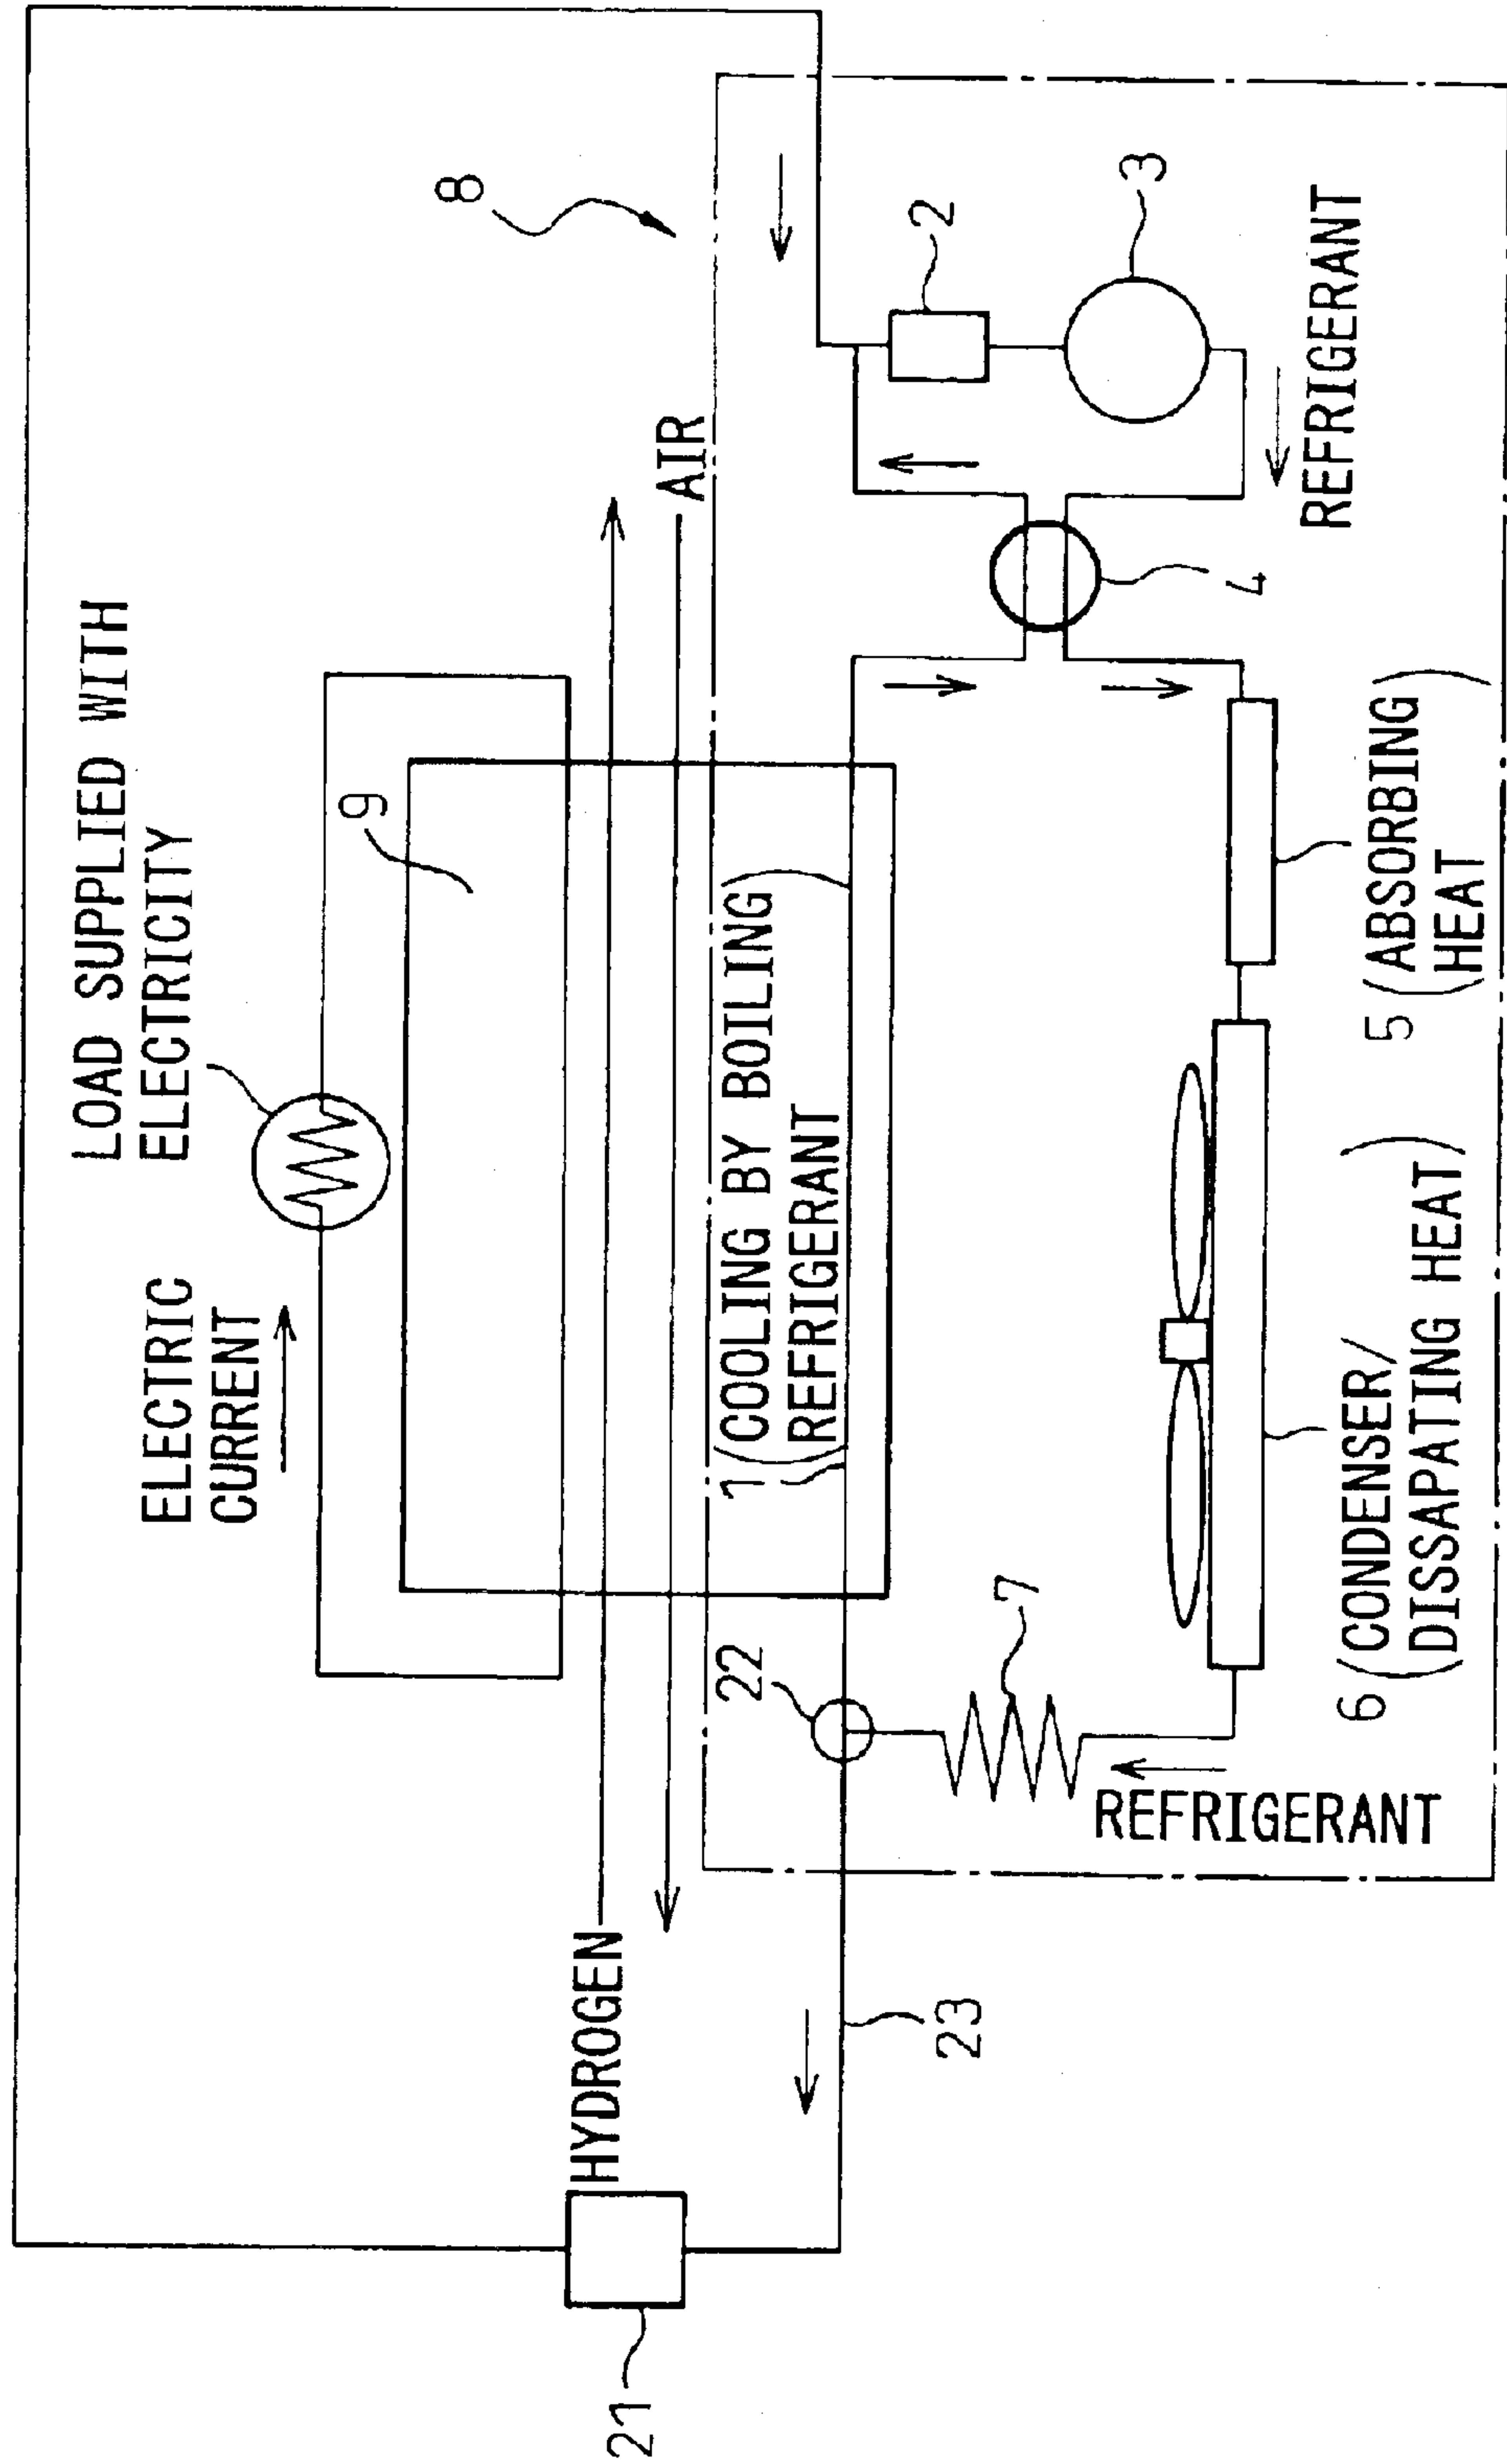 LOAD SUPPLIED WITH
ELECTRICITY
ELECTRIC
CURRENT
9
8
HYDROGEN
AIR
21
22
23
1 (COOLING BY BOILING)
REFRIGERANT
2
3
4
7
REFRIGERANT
REFRIGERANT
6 (CONDENSER/
DISSAPATING HEAT)
5 (ABSORBING
HEAT)